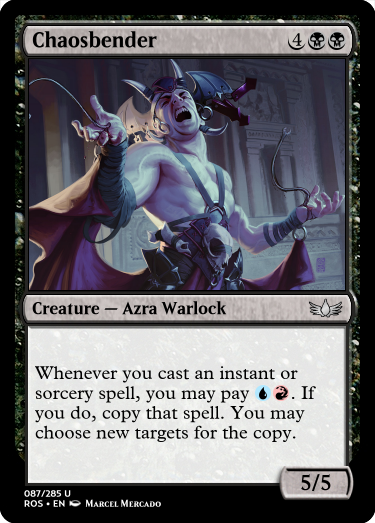 Chaosbender 4
Creature — Azra Warlock
Whenever you cast an instant or
sorcery spell, you may pay . If
you do, copy that spell. You may
choose new targets for the copy.
5/5
087/285 U
ROS • EN Marcel Mercado